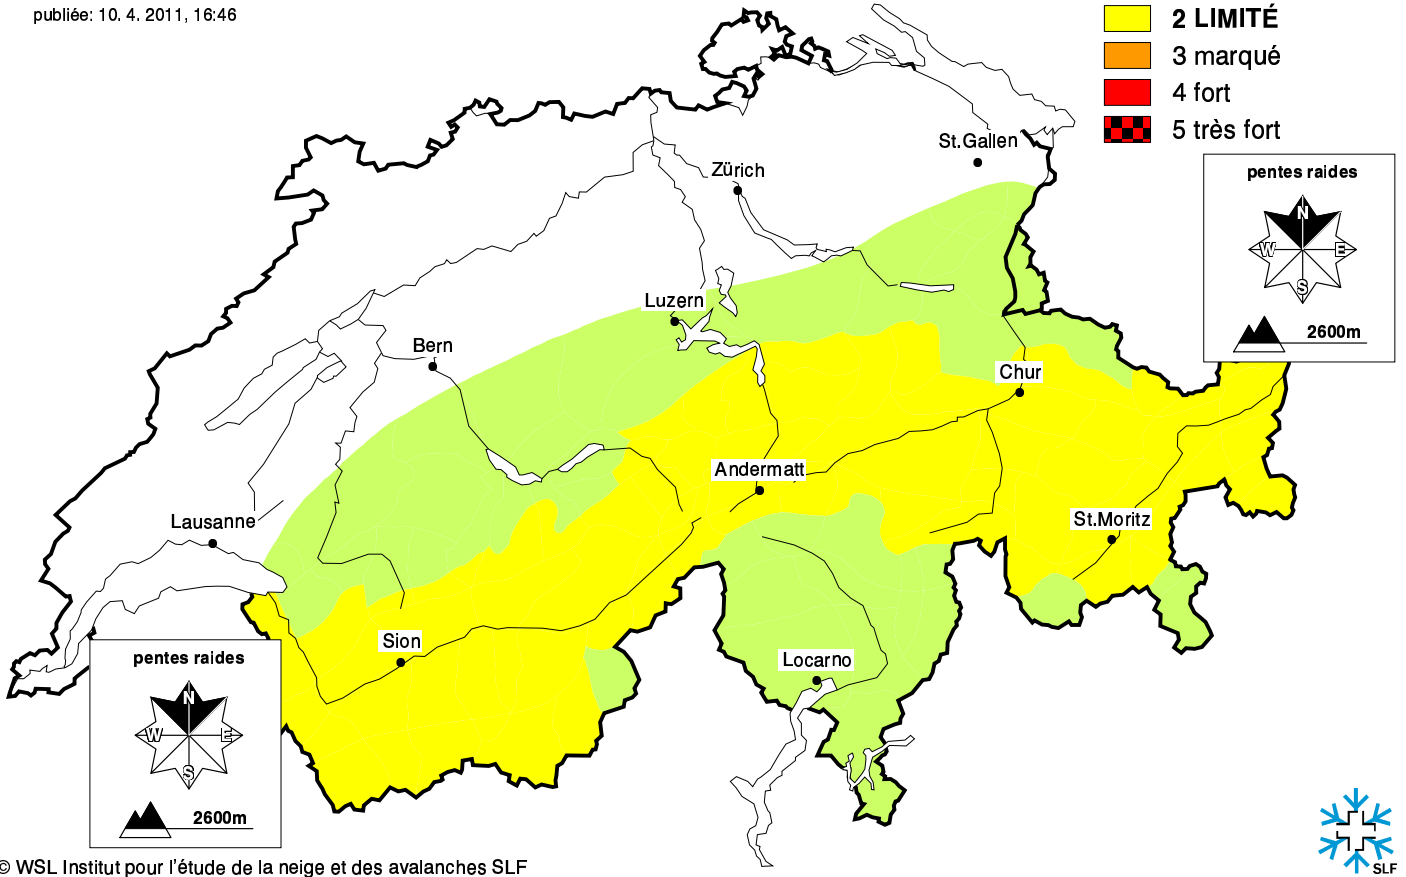 publiée: 10. 4. 2011, 16:46
2 LIMITÉ
3 marqué
4 fort
5 très fort
St.Gallen
Zürich
pentes raides
N
W E
S
2600m
Luzern
Bern
Chur
Andermatt
St.Moritz
Lausanne
Sion
Locarno
pentes raides
N
W E
S
2600m
© WSL Institut pour l'étude de la neige et des avalanches SLF
SLF